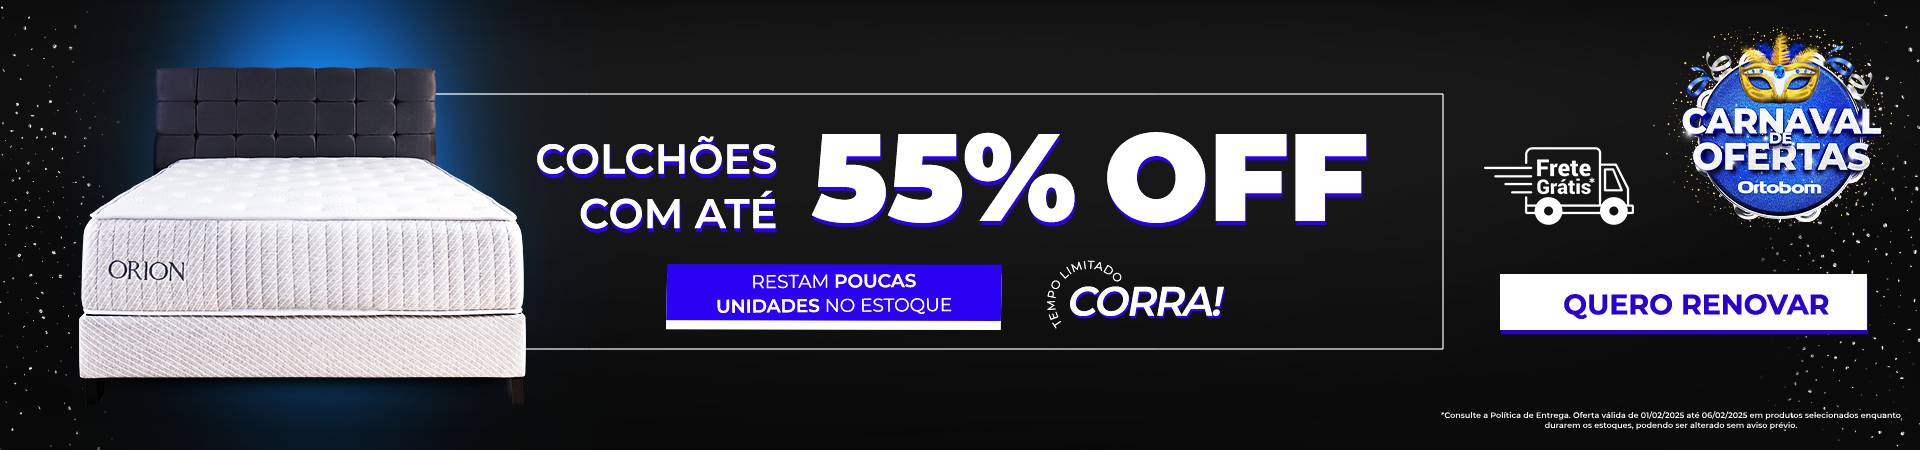 ORION
COLCHÕES
COM ATÉ
55% OFF
RESTAM POUCAS
UNIDADES NO ESTOQUE
TEMPO LIMITADO
CORRA!
Frete
Grátis*
CARNAVAL
DE
OFERTAS
Ortobom
QUERO RENOVAR
*Consulte a Política de Entrega. Oferta válida de 01/02/2025 até 06/02/2025 em produtos selecionados enquanto
durarem os estoques, podendo ser alterado sem aviso prévio.